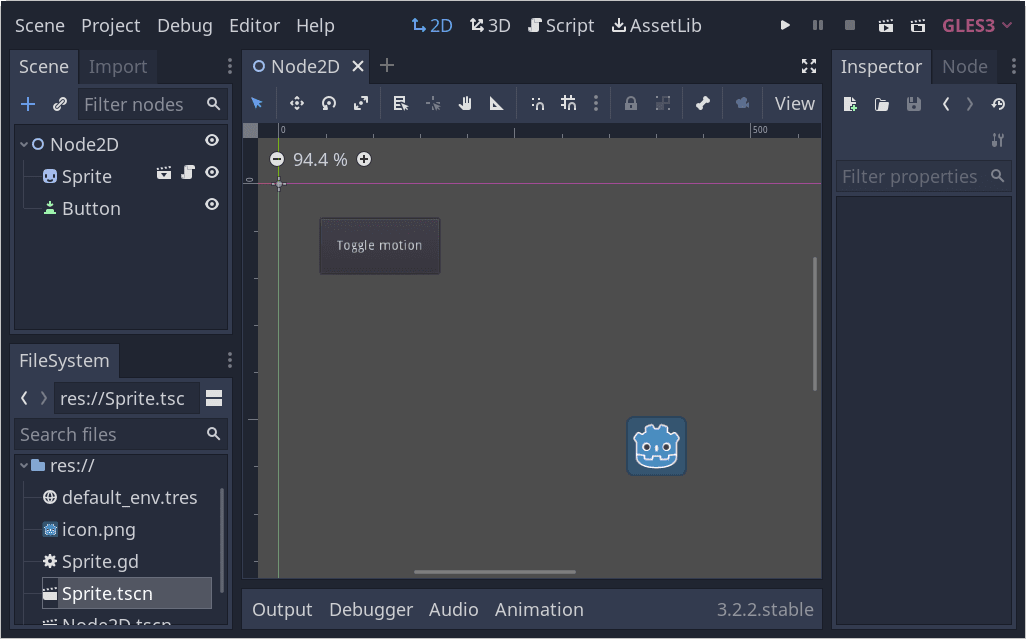 Scene Project Debug Editor Help 2D 3D Script AssetLib GLES3
Scene Import
Filter nodes
Node2D
Sprite
Button
FileSystem
res://Sprite.tsc
Search files
res://
default_env.tres
icon.png
Sprite.gd
Sprite.tscn
Node2D.tscn
Node2D
View
0 500
0
94.4 %
Toggle motion
Output Debugger Audio Animation 3.2.2.stable
Inspector Node
Filter properties